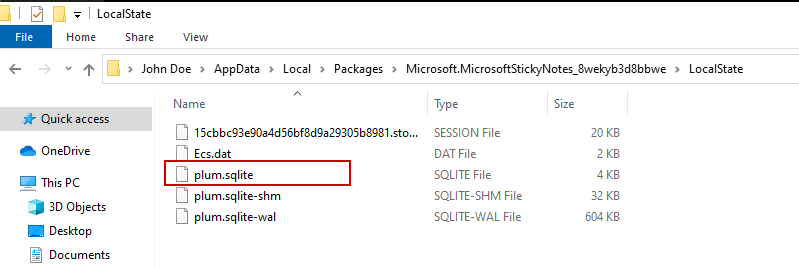 LocalState
File Home Share View
John Doe AppData Local Packages Microsoft.MicrosoftStickyNotes_8wekyb3d8bbwe LocalState
Name Type Size
Quick access
15cbbc93e90a4d56bf8d9a29305b8981.sto... SESSION File 20 KB
OneDrive
Ecs.dat DAT File 2 KB
plum.sqlite SQLITE File 4 KB
This PC
plum.sqlite-shm SQLITE-SHM File 32 KB
3D Objects
plum.sqlite-wal SQLITE-WAL File 604 KB
Desktop
Documents